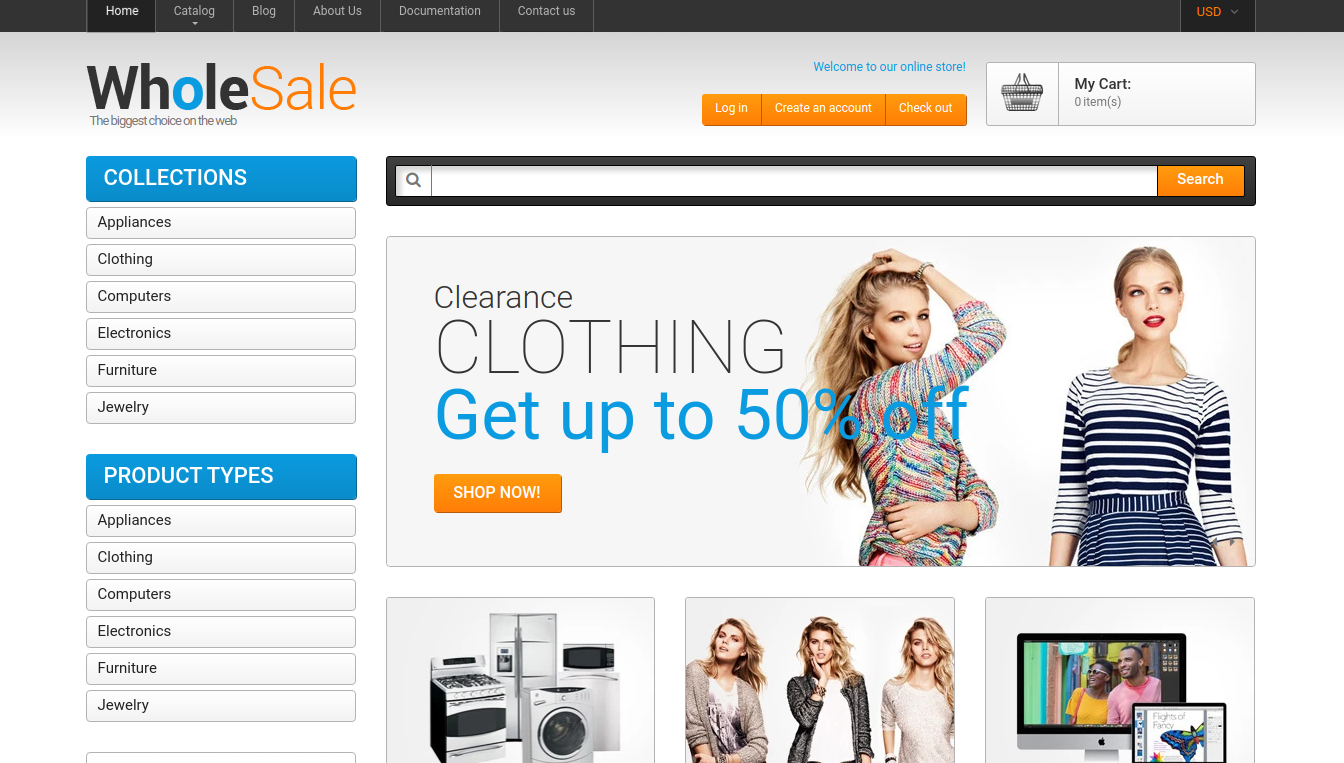 Home
Catalog
Blog
About Us
Documentation
Contact us
USD
WholeSale
The biggest choice on the web
Welcome to our online store!
Log in
Create an account
Check out
My Cart:
0 item(s)
COLLECTIONS
Appliances
Clothing
Computers
Electronics
Furniture
Jewelry
Search
Clearance
CLOTHING
Get up to 50% off
SHOP NOW!
PRODUCT TYPES
Appliances
Clothing
Computers
Electronics
Furniture
Jewelry
Flights of
Fancy